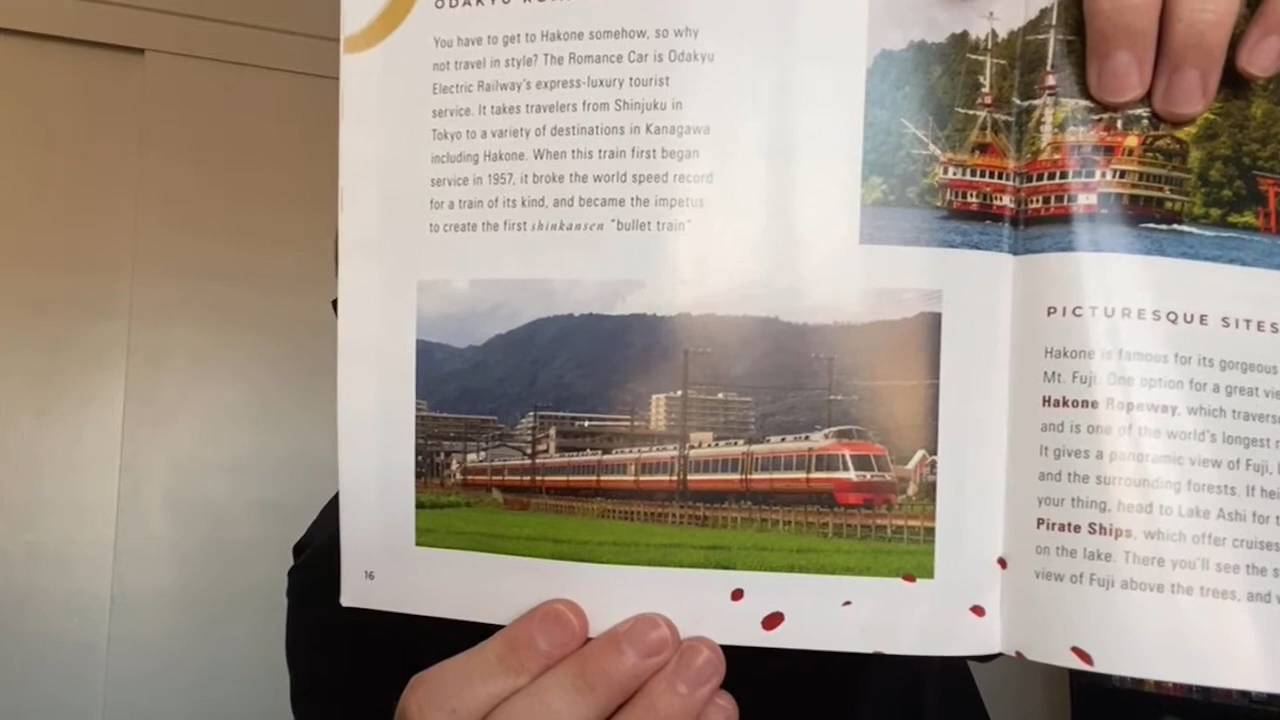 ODAKYU
You have to get to Hakone somehow, so why
not travel in style? The Romance Car is Odakyu
Electric Railway's express-luxury tourist
service. It takes travelers from Shinjuku in
Tokyo to a variety of destinations in Kanagawa
including Hakone. When this train first began
service in 1957, it broke the world speed record
for a train of its kind, and became the impetus
to create the first shinkansen "bullet train"
16
PICTURESQUE SITES
Hakone is famous for its gorgeous
Mt. Fuji. One option for a great
Hakone Ropeway, which
and is one of the world's longest
It gives a panoramic view of Fuji,
and the surrounding forests. If
your thing, head to Lake Ashi for
Pirate Ships, which offer cruises
on the lake. There you'll see the
view of Fuji above the trees, and